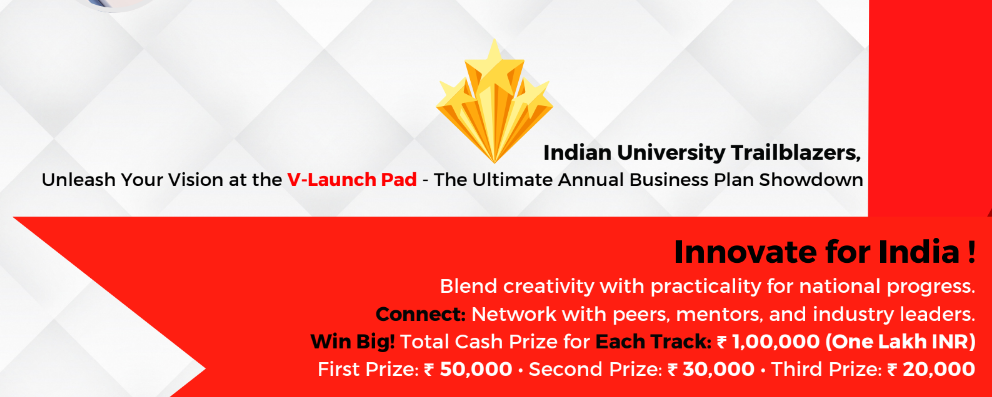 Indian University Trailblazers,
Unleash Your Vision at the V-Launch Pad - The Ultimate Annual Business Plan Showdown
Innovate for India !
Blend creativity with practicality for national progress.
Connect: Network with peers, mentors, and industry leaders.
Win Big! Total Cash Prize for Each Track: ₹ 1,00,000 (One Lakh INR)
First Prize: ₹ 50,000 • Second Prize: ₹ 30,000 • Third Prize: ₹ 20,000